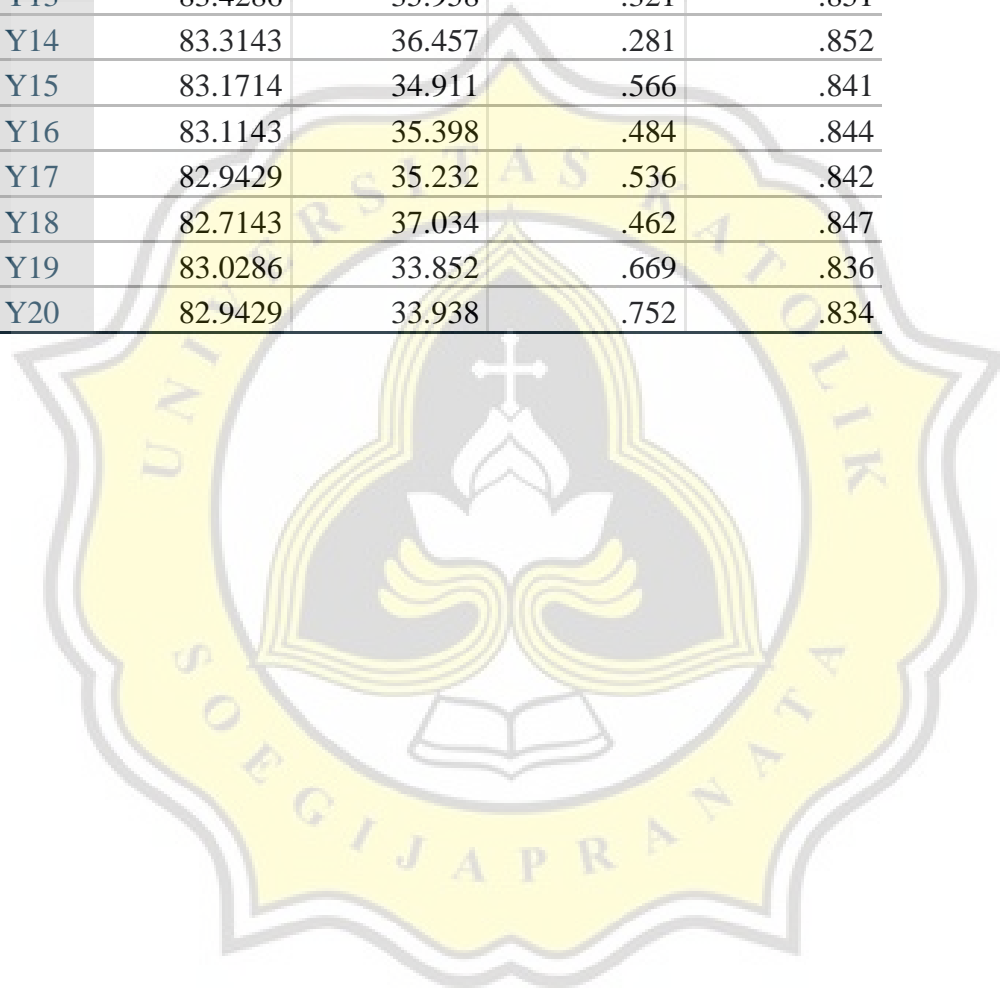 Y14 83.3143 36.457 .281 .852
Y15 83.1714 34.911 .566 .841
Y16 83.1143 35.398 .484 .844
Y17 82.9429 35.232 .536 .842
Y18 82.7143 37.034 .462 .847
Y19 83.0286 33.852 .669 .836
Y20 82.9429 33.938 .752 .834
UNIVERSITAS KATOLIK
SOEGIJAPRANATA